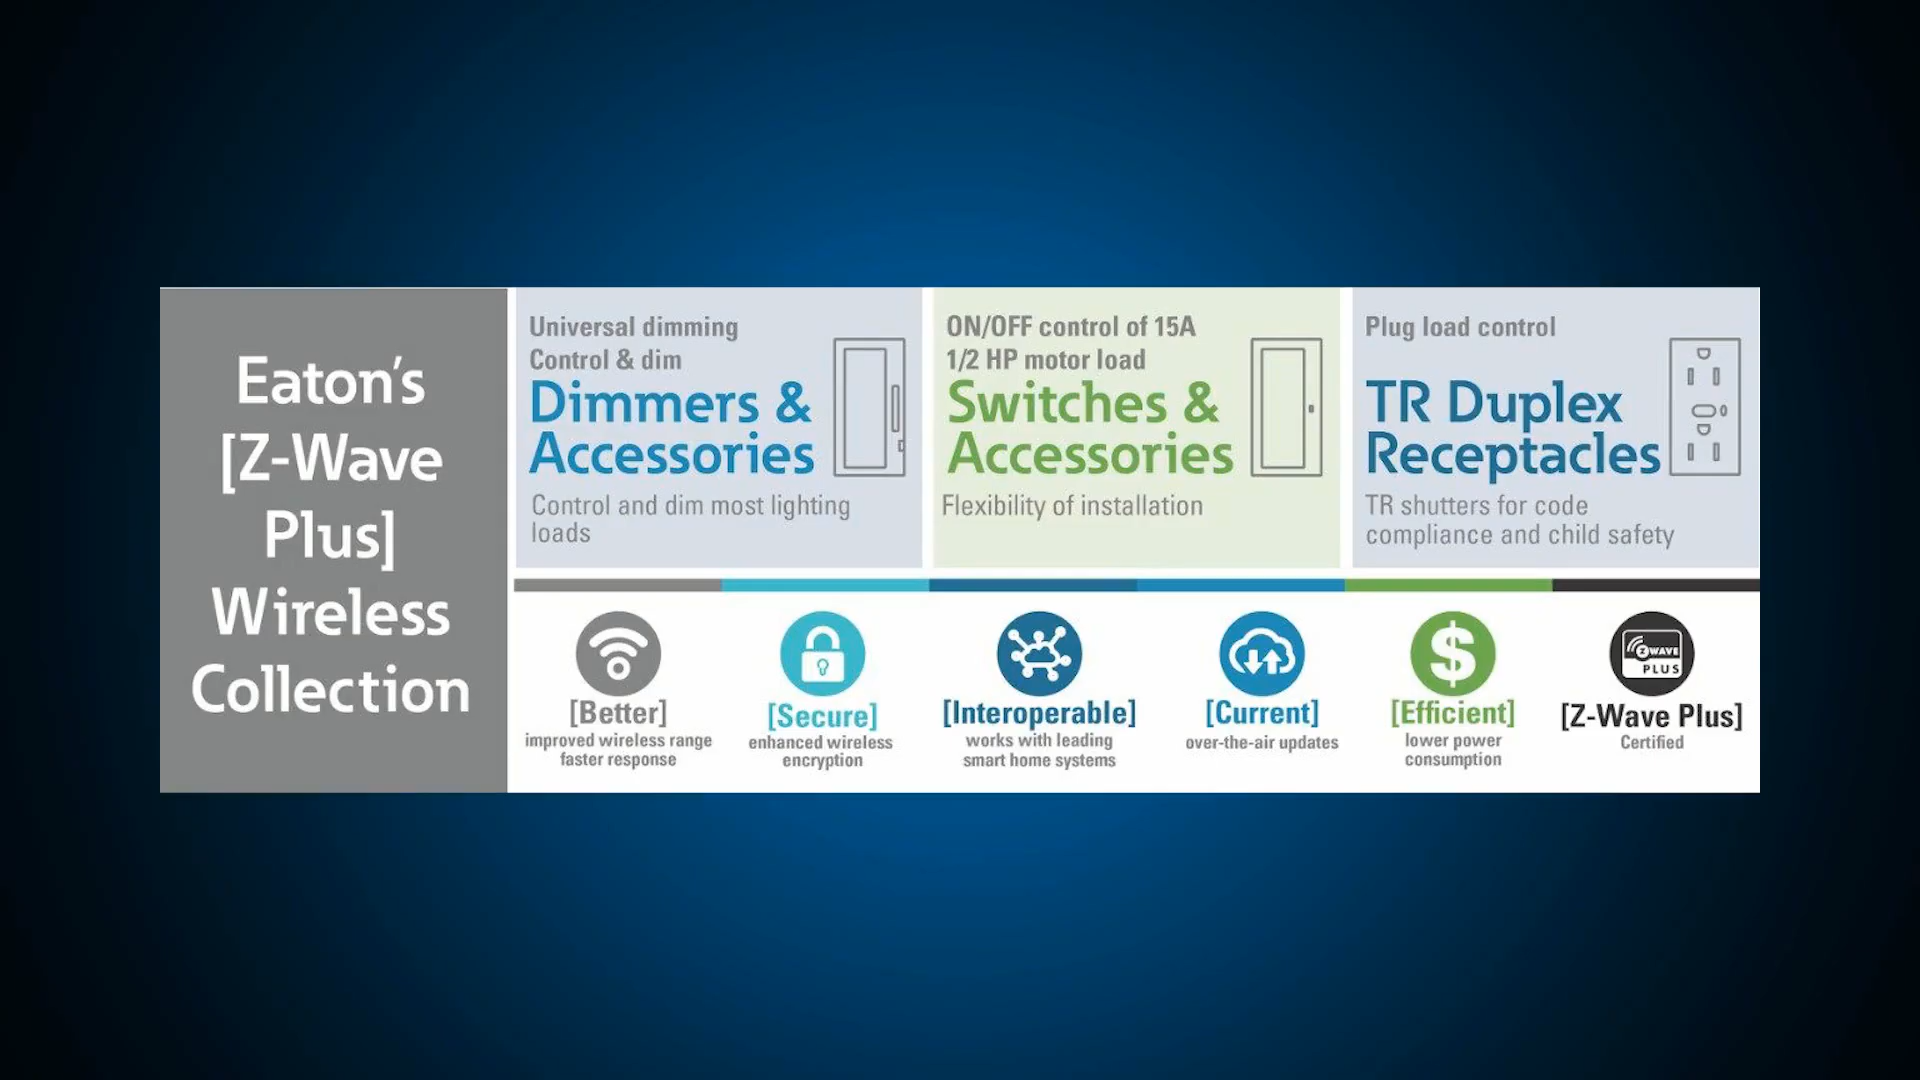 Eaton's
[Z-Wave
Plus]
Wireless
Collection
Universal dimming
Control & dim
Dimmers &
Accessories
Control and dim most lighting
loads
ON/OFF control of 15A
1/2 HP motor load
Switches &
Accessories
Flexibility of installation
Plug load control
TR Duplex
Receptacles
TR shutters for code
compliance and child safety
[Better]
improved wireless range
faster response
[Secure]
enhanced wireless
encryption
[Interoperable]
works with leading
smart home systems
[Current]
over-the-air updates
$
[Efficient]
lower power
consumption
Z WAVE
PLUS
[Z-Wave Plus]
Certified